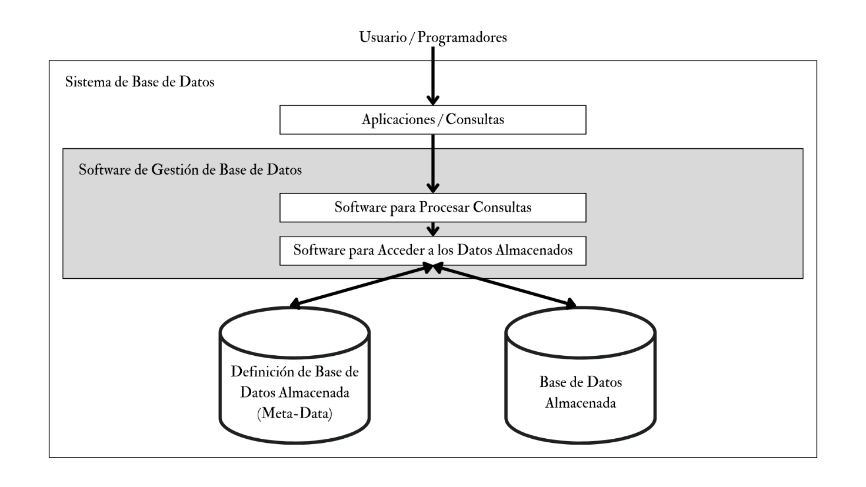 Usuario / Programadores
Sistema de Base de Datos
Aplicaciones / Consultas
Software de Gestión de Base de Datos
Software para Procesar Consultas
Software para Acceder a los Datos Almacenados
Definición de Base de
Datos Almacenada
(Meta-Data)
Base de Datos
Almacenada